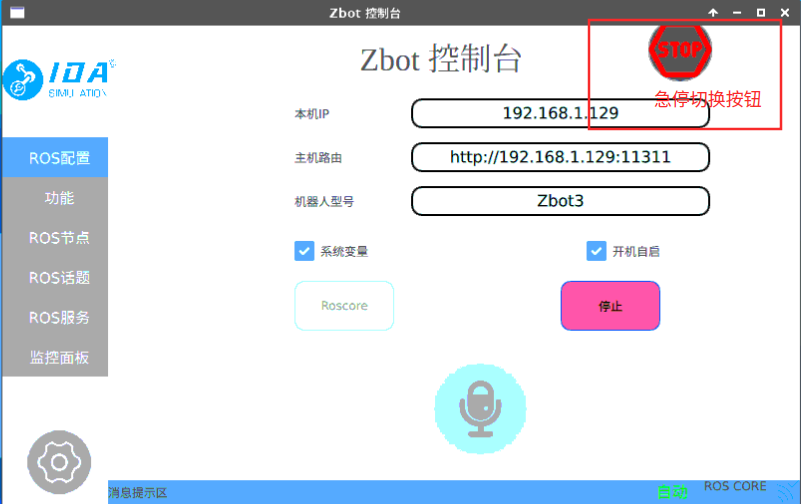 Zbot 控制台
IDA
SIMULATION
Zbot 控制台
STOP
急停切换按钮
本机IP
192.168.1.129
主机路由
http://192.168.1.129:11311
机器人型号
Zbot3
系统变量
开机自启
Roscore
停止
ROS配置
功能
ROS节点
ROS话题
ROS服务
监控面板
消息提示区
自动
ROS CORE